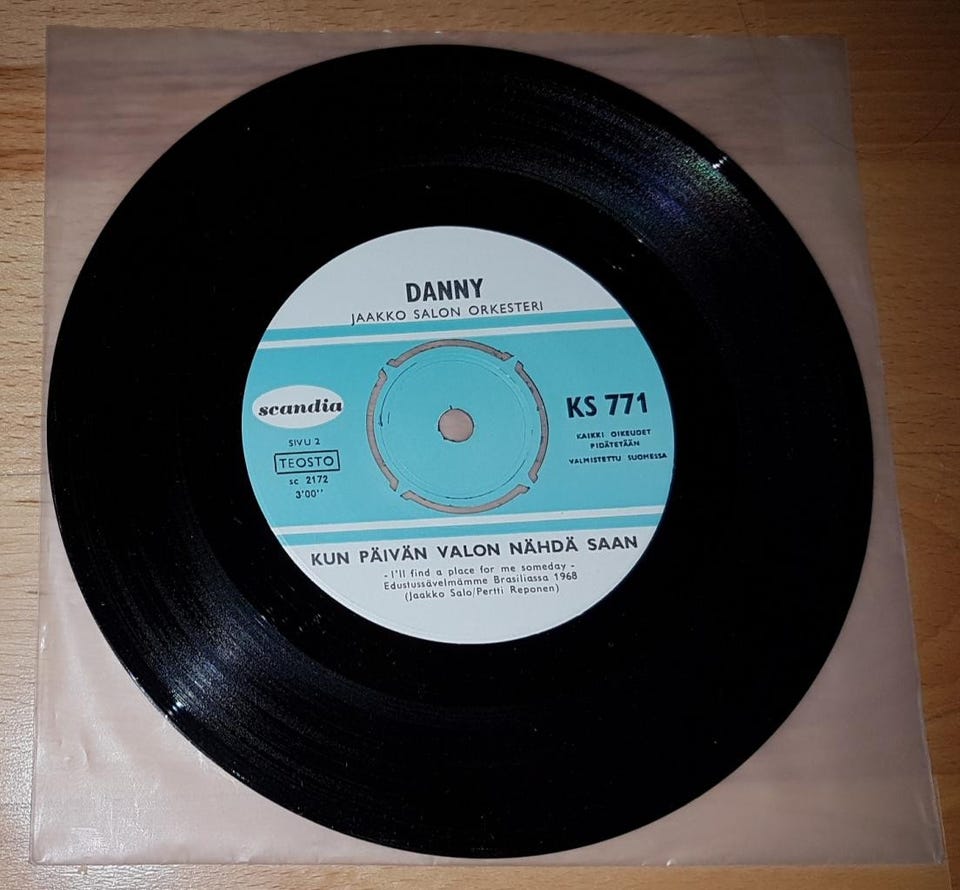 DANNY
JAAKKO SALON ORKESTERI
scandia
SIVU 2
TEOSTO
sc 2172
3'00''
KS 771
KAIKKI OIKEUDET
PIDÄTETÄÄN
VALMISTETTU SUOMESSA
KUN PÄIVÄN VALON NÄHDÄ SAAN
- I'll find a place for me someday -
Edustussävelmämme Brasiliassa 1968
(Jaakko Salo/Pertti Reponen)